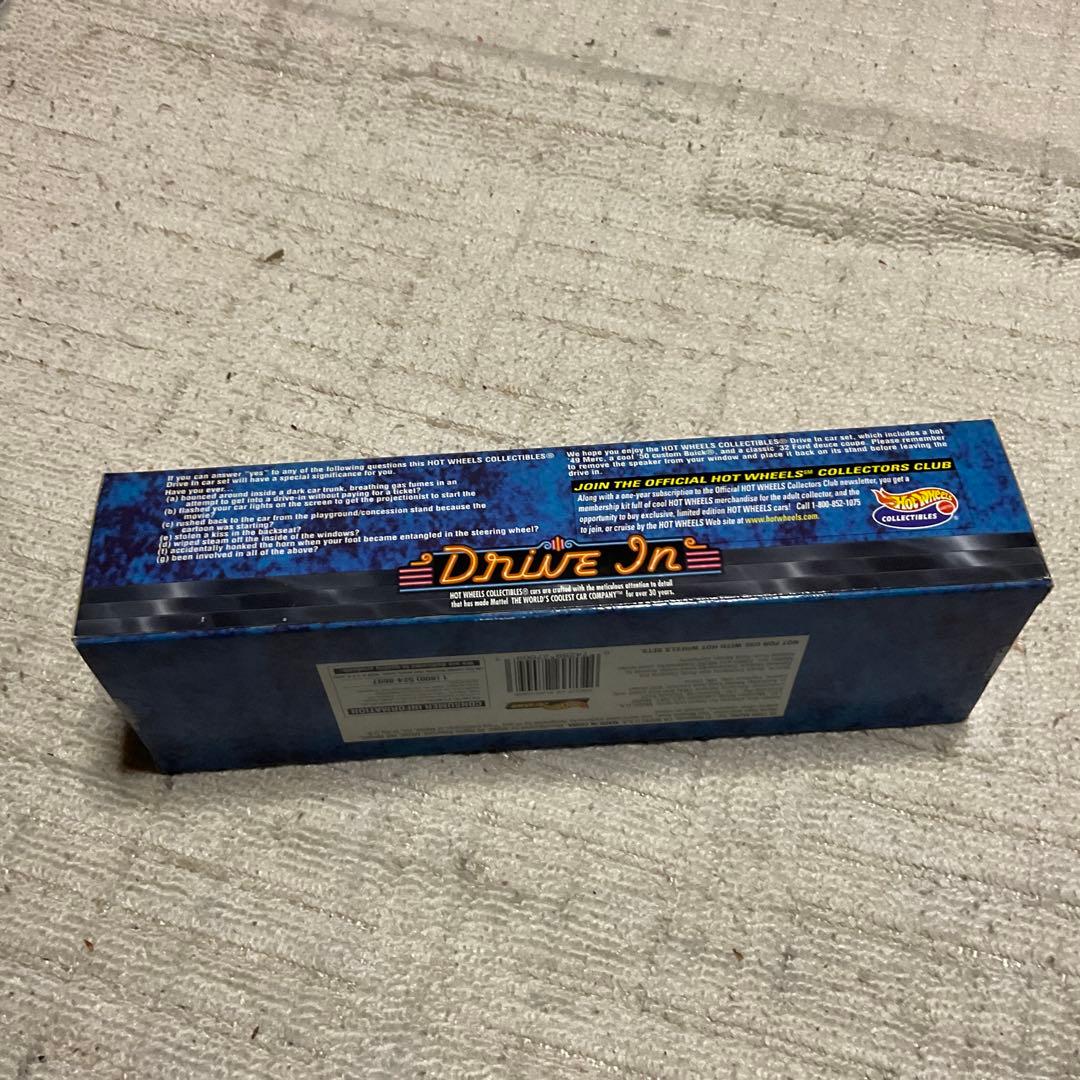 If you can answer "yes" to any of the following questions this HOT WHEELS COLLECTIBLES®
Drive In car set will have a special significance for you.
Have you ever...
(a) bounced around inside a dark car trunk, breathing gas fumes in an
attempt to get into a drive-in without paying for a ticket?
(b) flashed your car lights on the screen to get the projectionist to start the
movie?
(c) rushed back to the car from the playground/concession stand because the
cartoon was starting?
(e) stolen a kiss in the backseat?
(d) wiped steam off the inside of the windows?
(f) accidentally honked the horn when your foot became entangled in the steering wheel?
(g) been involved in all of the above?
We hope you enjoy the HOT WHEELS COLLECTIBLES® Drive In car set, which includes a hot
'49 Merc, a cool '50 custom Buick®, and a classic '32 Ford deuce coupe. Please remember
to remove the speaker from your window and place it back on its stand before leaving the
drive in.
JOIN THE OFFICIAL HOT WHEELS℠ COLLECTORS CLUB
Along with a one-year subscription to the Official HOT WHEELS Collectors Club newsletter, you get a
membership kit full of cool HOT WHEELS merchandise for the adult collector, and the
opportunity to buy exclusive, limited edition HOT WHEELS cars! Call 1-800-852-1075
to join, or cruise by the HOT WHEELS Web site at www.hotwheels.com.
HOT WHEELS
COLLECTIBLES
Drive In
HOT WHEELS COLLECTIBLES® cars are crafted with the meticulous attention to detail
that has made Mattel THE WORLD'S COOLEST CAR COMPANY™ for over 30 years.
NOT FOR USE WITH HOT WHEELS SETS.
CONSUMER INFORMATION
1 (800) 524-8697